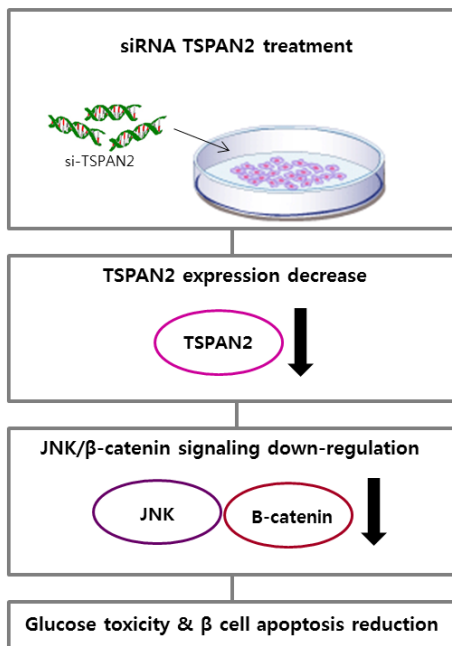 siRNA TSPAN2 treatment
si-TSPAN2
TSPAN2 expression decrease
TSPAN2
JNK/β-catenin signaling down-regulation
JNK
B-catenin
Glucose toxicity & β cell apoptosis reduction